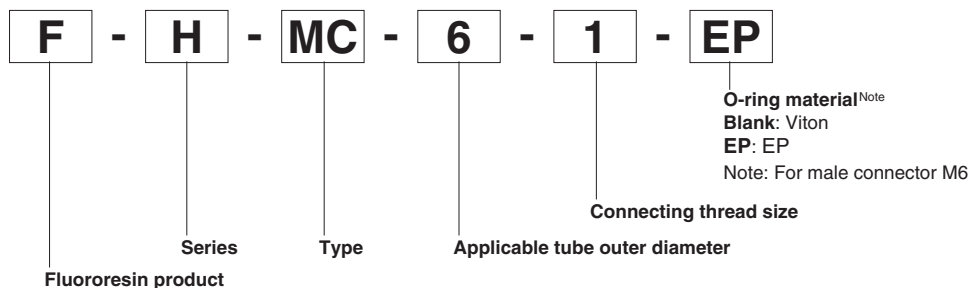 F - H - MC - 6 - 1 - EP
O-ring material Note
Blank: Viton
EP: EP
Note: For male connector M6
Connecting thread size
Series Type Applicable tube outer diameter
Fluororesin product